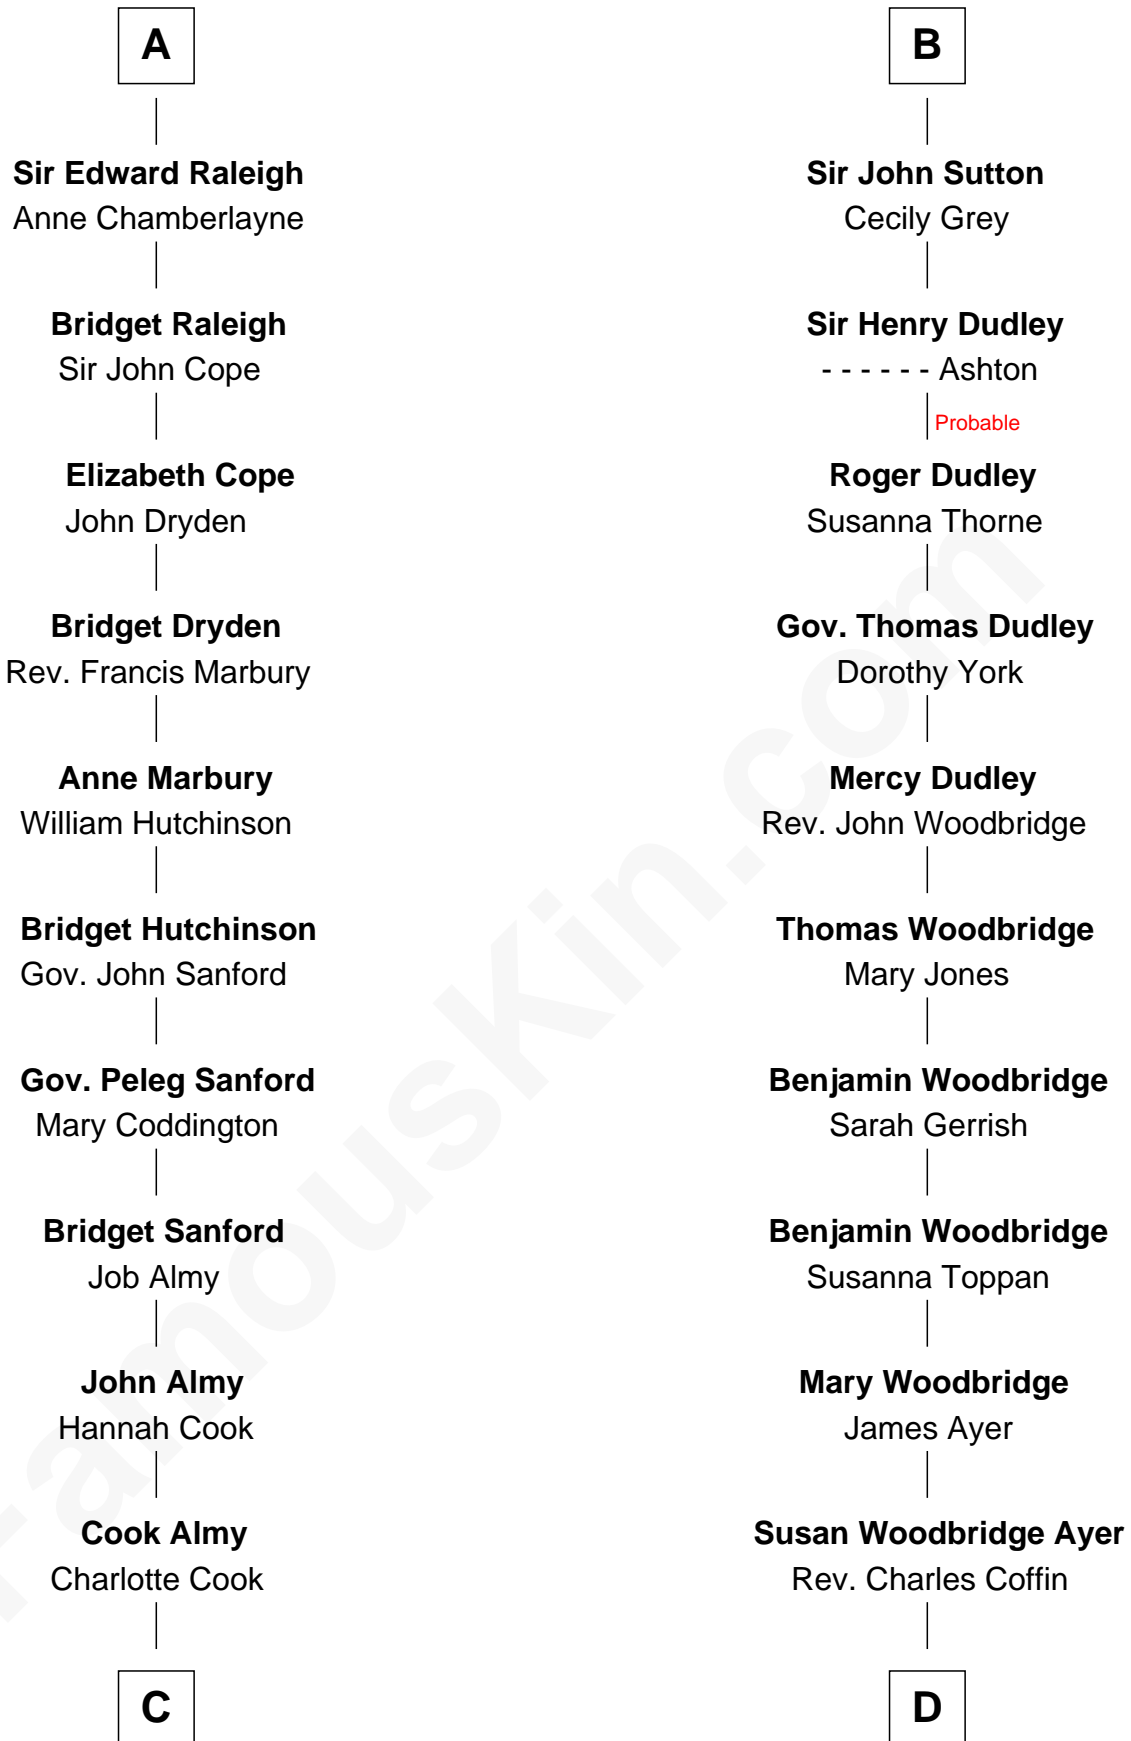 A
Sir Edward Raleigh
Anne Chamberlayne
Bridget Raleigh
Sir John Cope
Elizabeth Cope
John Dryden
Bridget Dryden
Rev. Francis Marbury
Anne Marbury
William Hutchinson
Bridget Hutchinson
Gov. John Sanford
Gov. Peleg Sanford
Mary Coddington
Bridget Sanford
Job Almy
John Almy
Hannah Cook
Cook Almy
Charlotte Cook
C
B
Sir John Sutton
Cecily Grey
Sir Henry Dudley
- - - - - - Ashton
Probable
Roger Dudley
Susanna Thorne
Gov. Thomas Dudley
Dorothy York
Mercy Dudley
Rev. John Woodbridge
Thomas Woodbridge
Mary Jones
Benjamin Woodbridge
Sarah Gerrish
Benjamin Woodbridge
Susanna Toppan
Mary Woodbridge
James Ayer
Susan Woodbridge Ayer
Rev. Charles Coffin
D
FamousKin.com